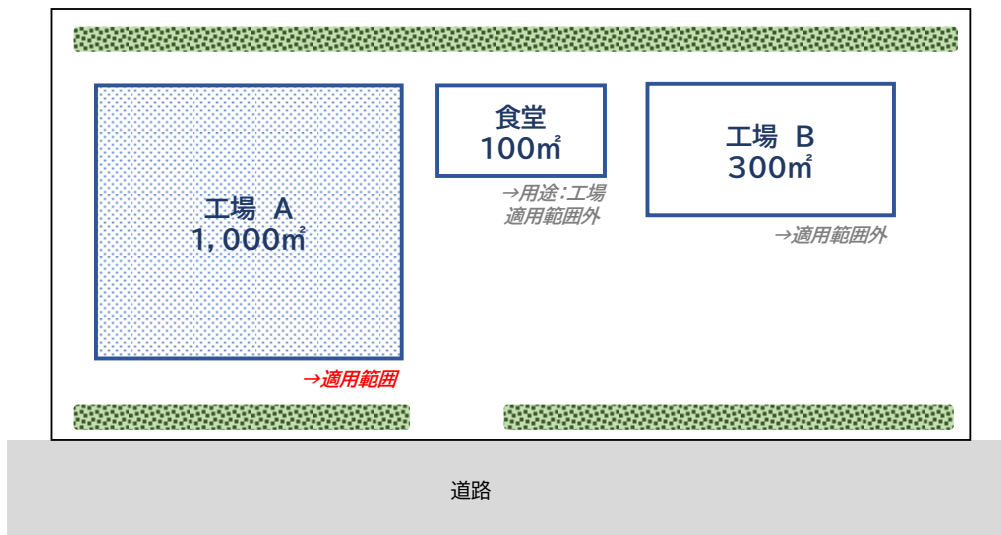 工場 A
1,000㎡
→適用範囲
食堂
100㎡
→用途:工場
適用範囲外
工場 B
300㎡
→適用範囲外
道路